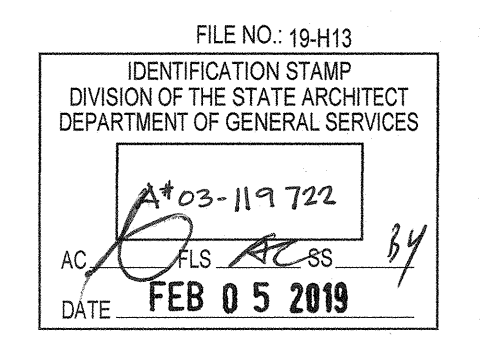 FILE NO.: 19-H13
IDENTIFICATION STAMP
DIVISION OF THE STATE ARCHITECT
DEPARTMENT OF GENERAL SERVICES
A# 03-119722
AC FLS SS
DATE FEB 05 2019